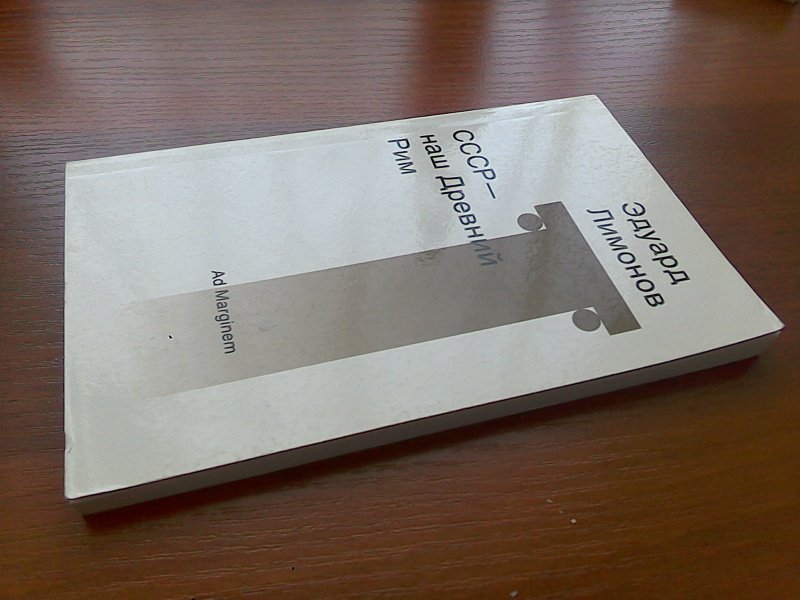 Эдуард
Лимонов
СССР–
наш Древний
Рим
Ad Marginem